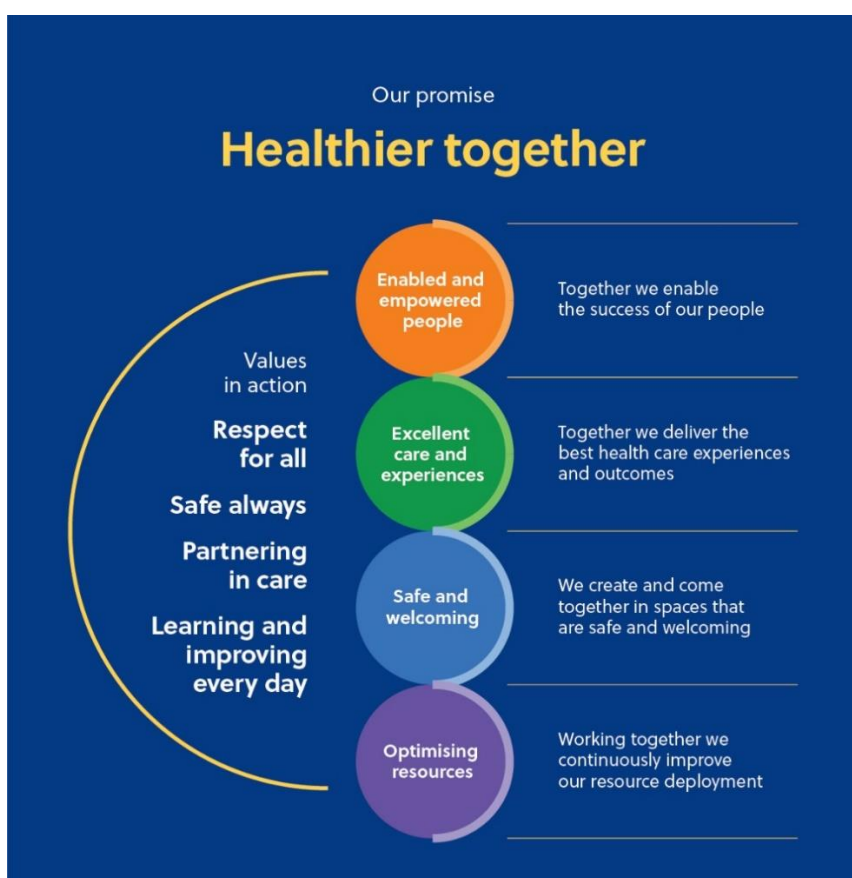 Our promise
Healthier together
Values
in action
Respect
for all
Safe always
Partnering
in care
Learning and
improving
every day
Enabled and
empowered
people
Together we enable
the success of our people
Excellent
care and
experiences
Together we deliver the
best health care experiences
and outcomes
Safe and
welcoming
We create and come
together in spaces that
are safe and welcoming
Optimising
resources
Working together we
continuously improve
our resource deployment